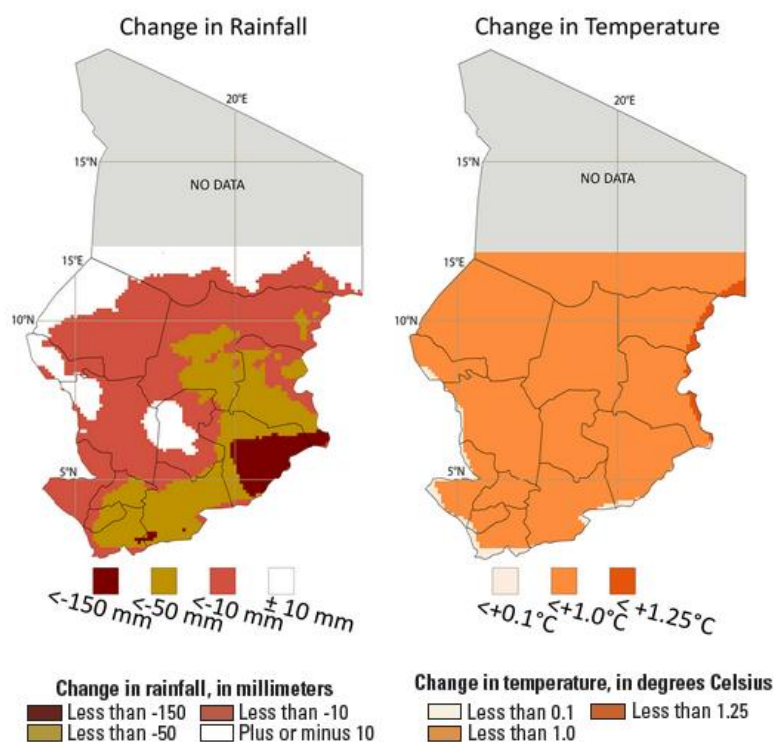 Change in Rainfall
Change in Temperature
20°E
20°E
15°N
15°N
NO DATA
NO DATA
15°E
15°E
10°N
10°N
5°N
5°N
<-150 mm
<-50 mm
<-10 mm
± 10 mm
<+0.1°C
<+1.0°C
< +1.25°C
Change in rainfall, in millimeters
Less than -150
Less than -10
Less than -50
Plus or minus 10
Change in temperature, in degrees Celsius
Less than 0.1
Less than 1.25
Less than 1.0